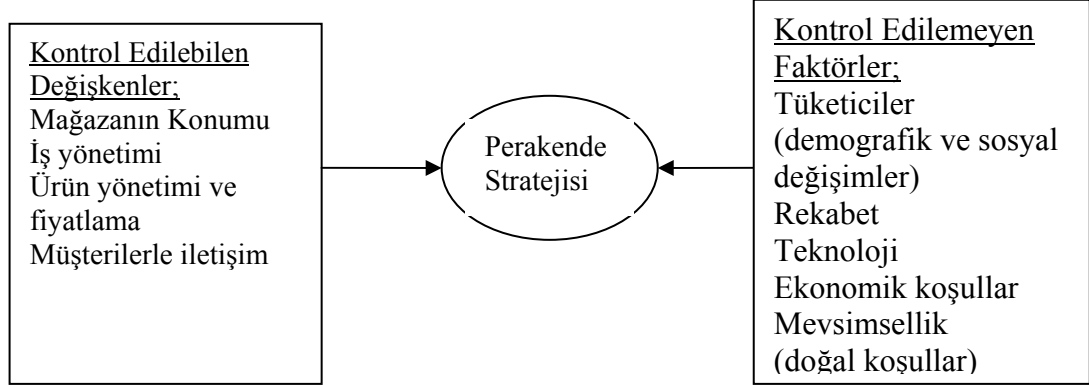 Kontrol Edilebilen
Değişkenler;
Mağazanın Konumu
İş yönetimi
Ürün yönetimi ve
fiyatlama
Müşterilerle iletişim
Perakende
Stratejisi
Kontrol Edilemeyen
Faktörler;
Tüketiciler
(demografik ve sosyal
değişimler)
Rekabet
Teknoloji
Ekonomik koşullar
Mevsimsellik
(doğal koşullar)